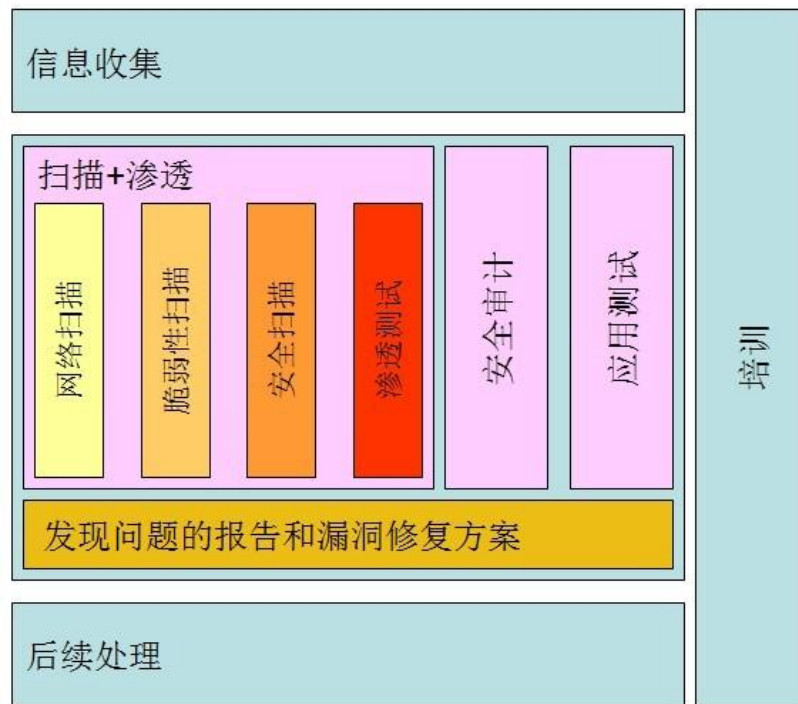 信息收集
扫描+渗透
网络扫描
脆弱性扫描
安全扫描
渗透测试
安全审计
应用测试
发现问题的报告和漏洞修复方案
后续处理
培训